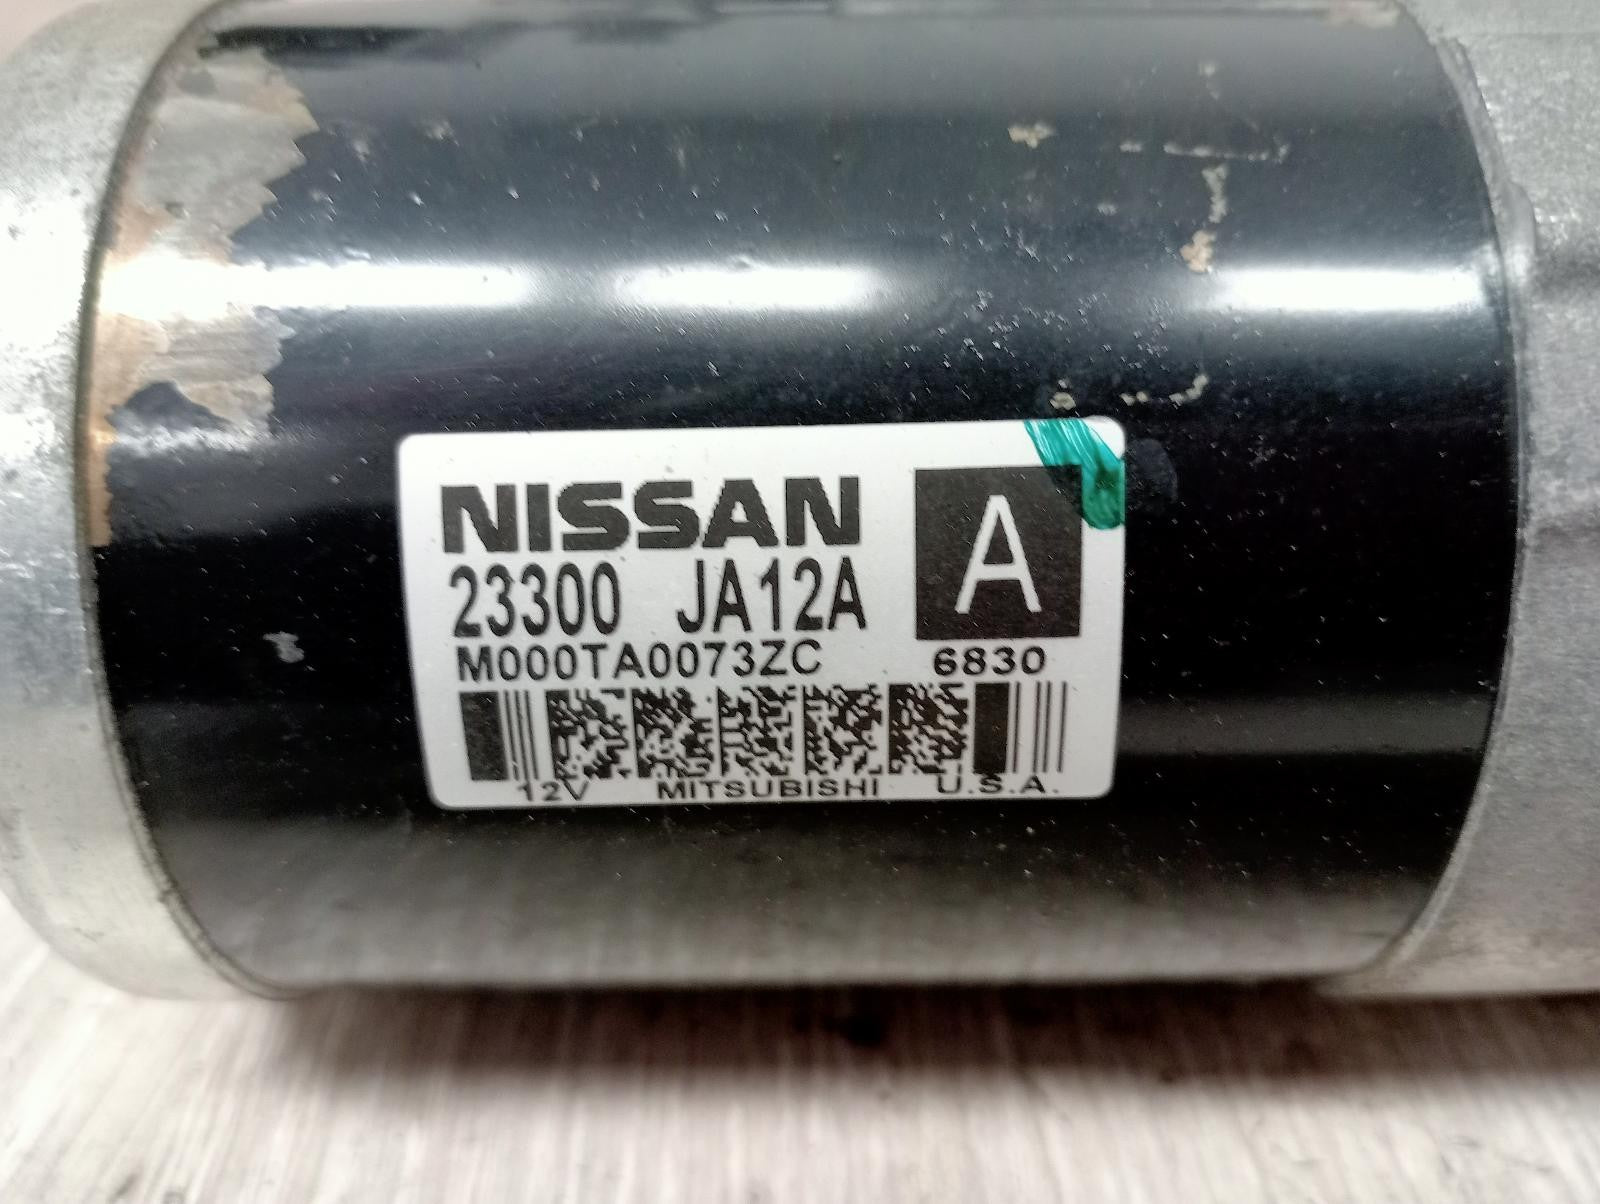 NISSAN
A
23300 JA12A
M000TA0073ZC 6830
12V MITSUBISHI U.S.A.